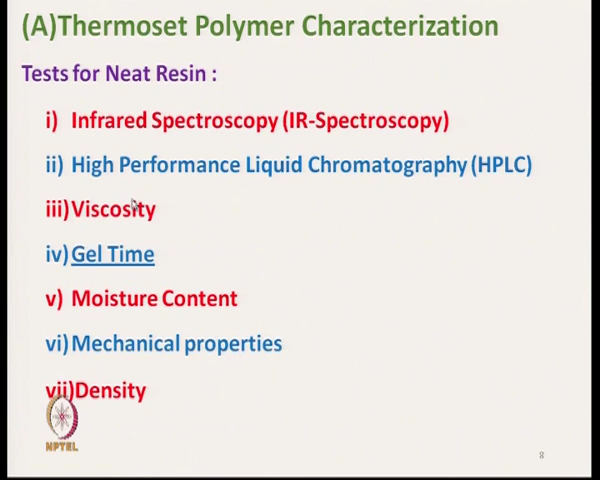 (A)Thermoset Polymer Characterization
Tests for Neat Resin :
i) Infrared Spectroscopy (IR-Spectroscopy)
ii) High Performance Liquid Chromatography (HPLC)
iii)Viscosity
iv)Gel Time
v) Moisture Content
vi)Mechanical properties
vii)Density
NPTEL
8